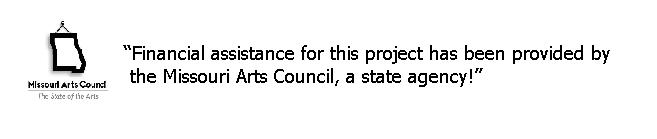 “Financial assistance for this project has been provided by
the Missouri Arts Council, a state agency!”
Missouri Arts Council
The State of the Arts